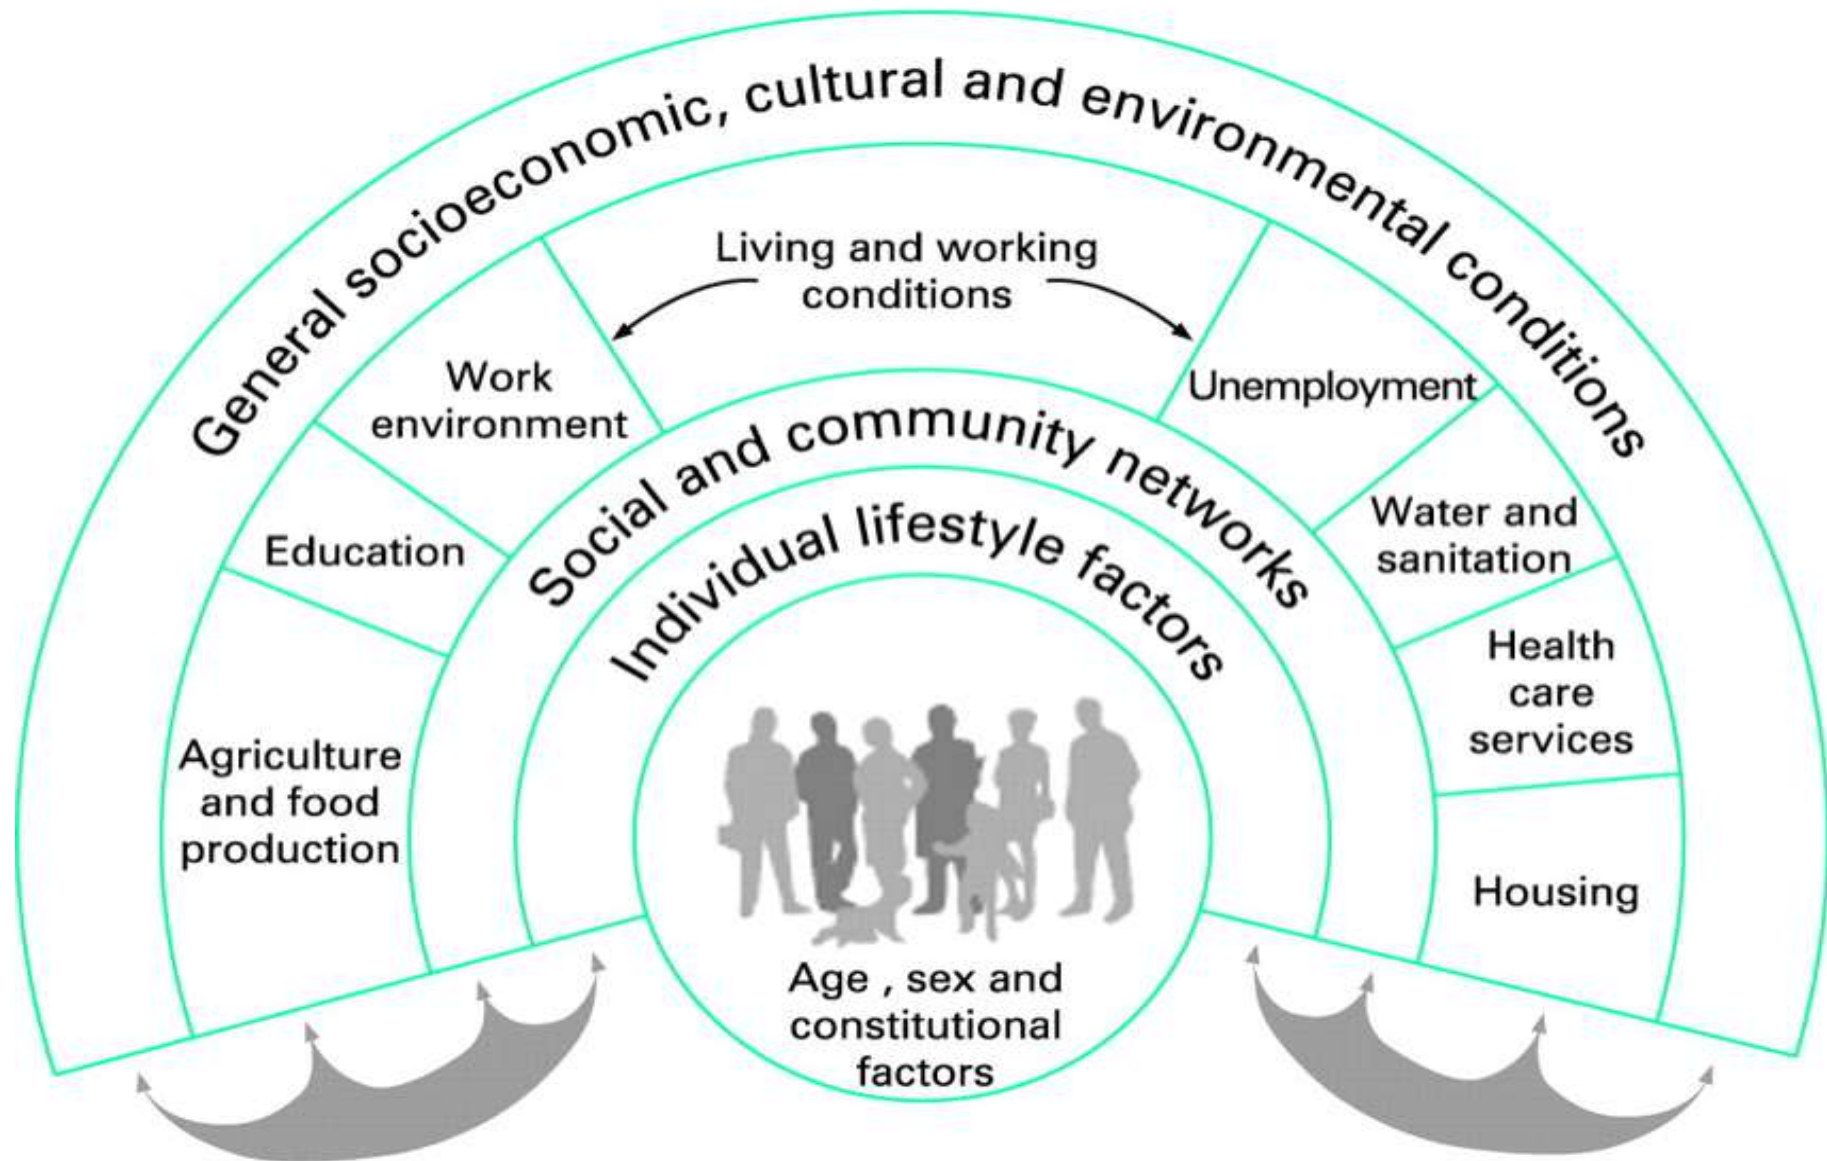 General socioeconomic, cultural and environmental conditions
Living and working
conditions
Work
environment
Unemployment
Education
Water and
sanitation
Agriculture
and food
production
Health
care
services
Housing
Social and community networks
Individual lifestyle factors
Age , sex and
constitutional
factors